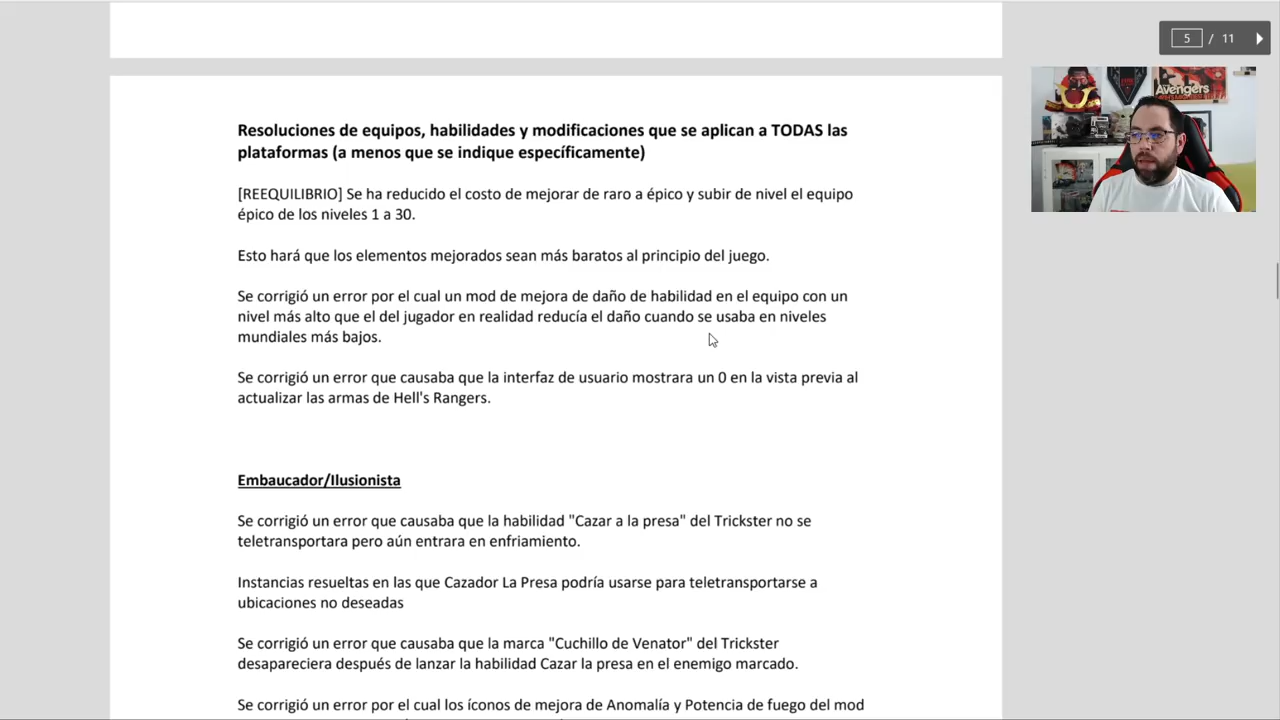 5 / 11
Avengers
Resoluciones de equipos, habilidades y modificaciones que se aplican a TODAS las
plataformas (a menos que se indique específicamente)
[REEQUILIBRIO] Se ha reducido el costo de mejorar de raro a épico y subir de nivel el equipo
épico de los niveles 1 a 30.
Esto hará que los elementos mejorados sean más baratos al principio del juego.
Se corrigió un error por el cual un mod de mejora de daño de habilidad en el equipo con un
nivel más alto que el del jugador en realidad reducía el daño cuando se usaba en niveles
mundiales más bajos.
Se corrigió un error que causaba que la interfaz de usuario mostrara un 0 en la vista previa al
actualizar las armas de Hell's Rangers.
Embaucador/Ilusionista
Se corrigió un error que causaba que la habilidad "Cazar a la presa" del Trickster no se
teletransportara pero aún entrara en enfriamiento.
Instancias resueltas en las que Cazador La Presa podría usarse para teletransportarse a
ubicaciones no deseadas
Se corrigió un error que causaba que la marca "Cuchillo de Venator" del Trickster
desapareciera después de lanzar la habilidad Cazar la presa en el enemigo marcado.
Se corrigió un error por el cual los íconos de mejora de Anomalía y Potencia de fuego del mod